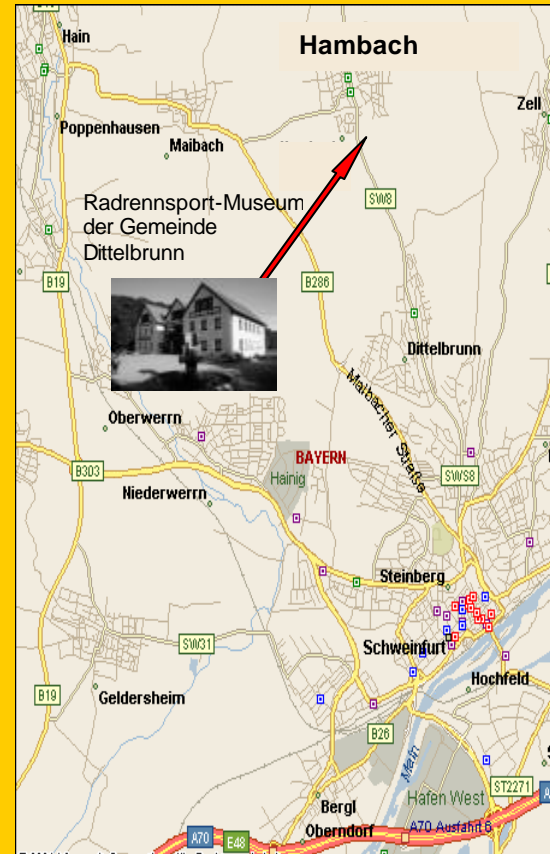 Hain
Hambach
Zell
Poppenhausen
Maibach
Radrennsport-Museum
der Gemeinde
Dittelbrunn
SW8
B19
B286
Dittelbrunn
Maibacher Straße
Oberwerrn
BAYERN
B303
Hainig
SWS8
Niederwerrn
Steinberg
SW31
Schweinfurt
Hochfeld
B19
Geldersheim
B26
Main
ST2271
Hafen West
Bergl
A70 Ausfahrt 6
Oberndorf
A70
E48